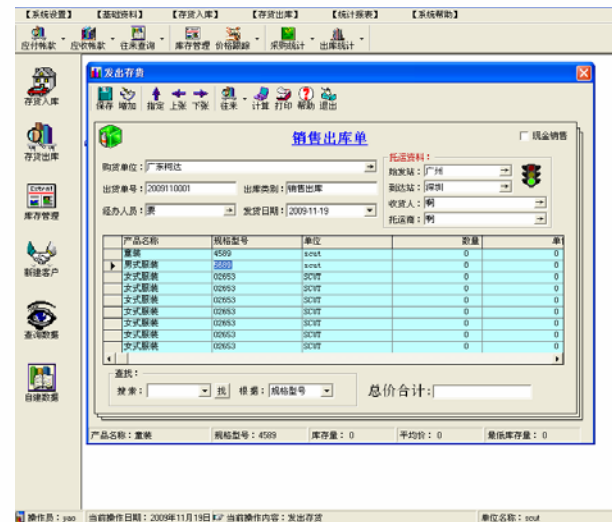 【系统设置】 【基础资料】 【存货入库】 【存货出库】 【统计报表】 【系统帮助】
应付帐款 应收帐款 往来查询 库存管理 价格跟踪 采购统计 出库统计
发出存货
保存 增加 指定 上张 下张 往来 计算 打印 帮助 退出
存货入库
存货出库
库存管理
新建客户
查询数据
自建数据
销售出库单
现金销售
购货单位：广东柯达
出货单号：2009110001 出库类别：销售出库
经办人员： 发货日期：2009-11-19
托运资料：
始发站：广州
到达站：深圳
收货人：啊
托运商：啊
产品名称 规格型号 单位 数量
童装 4589 scut 0 0
男式服装 scut 0 0
女式服装 02653 SCUT 0 0
女式服装 02653 SCUT 0 0
女式服装 02653 SCUT 0 0
女式服装 02653 SCUT 0 0
女式服装 02653 SCUT 0 0
女式服装 02653 SCUT 0 0
女式服装 02653 SCUT 0 0
查找：
搜索： 找 根据：规格型号
总价合计：
产品名称：童装 规格型号：4589 库存量：0 平均价：0 最低库存量：0
操作员：yao 当前操作日期：2009年11月19日 当前操作内容：发出存货 单位名称：scut